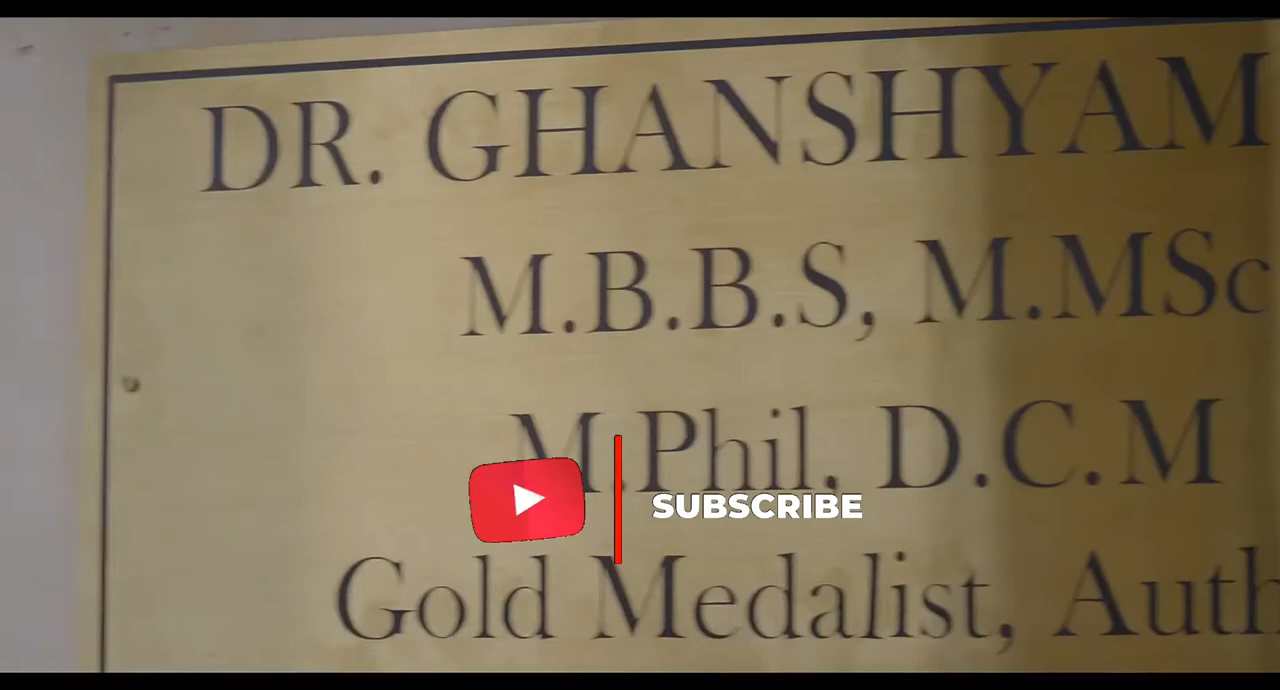 DR. GHANSHYAM
M.B.B.S, M.MSc
M.Phil, D.C.M
SUBSCRIBE
Gold Medalist, Auth